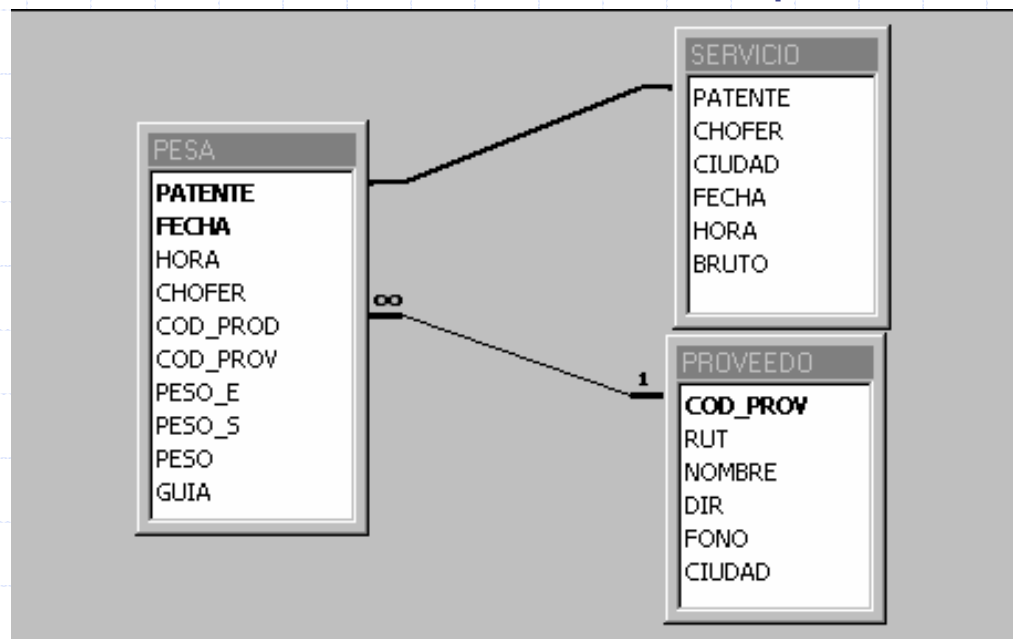 PESA
PATENTE
FECHA
HORA
CHOFER
COD_PROD
COD_PROV
PESO_E
PESO_S
PESO
GUIA
∞
1
SERVICIO
PATENTE
CHOFER
CIUDAD
FECHA
HORA
BRUTO
PROVEEDO
COD_PROV
RUT
NOMBRE
DIR
FONO
CIUDAD